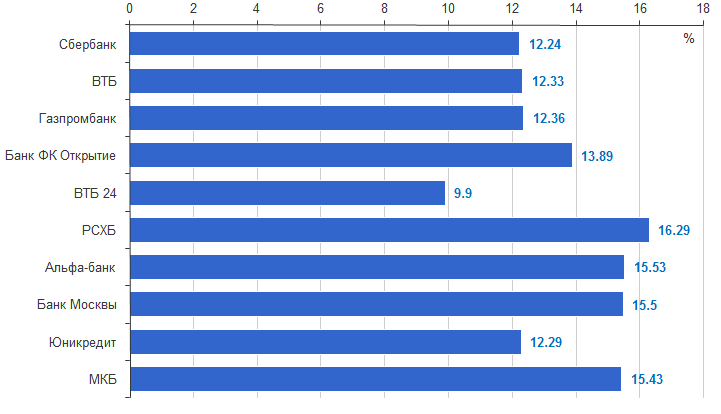 0 2 4 6 8 10 12 14 16 18
%
Сбербанк 12.24
ВТБ 12.33
Газпромбанк 12.36
Банк ФК Открытие 13.89
ВТБ 24 9.9
РСХБ 16.29
Альфа-банк 15.53
Банк Москвы 15.5
Юникредит 12.29
МКБ 15.43